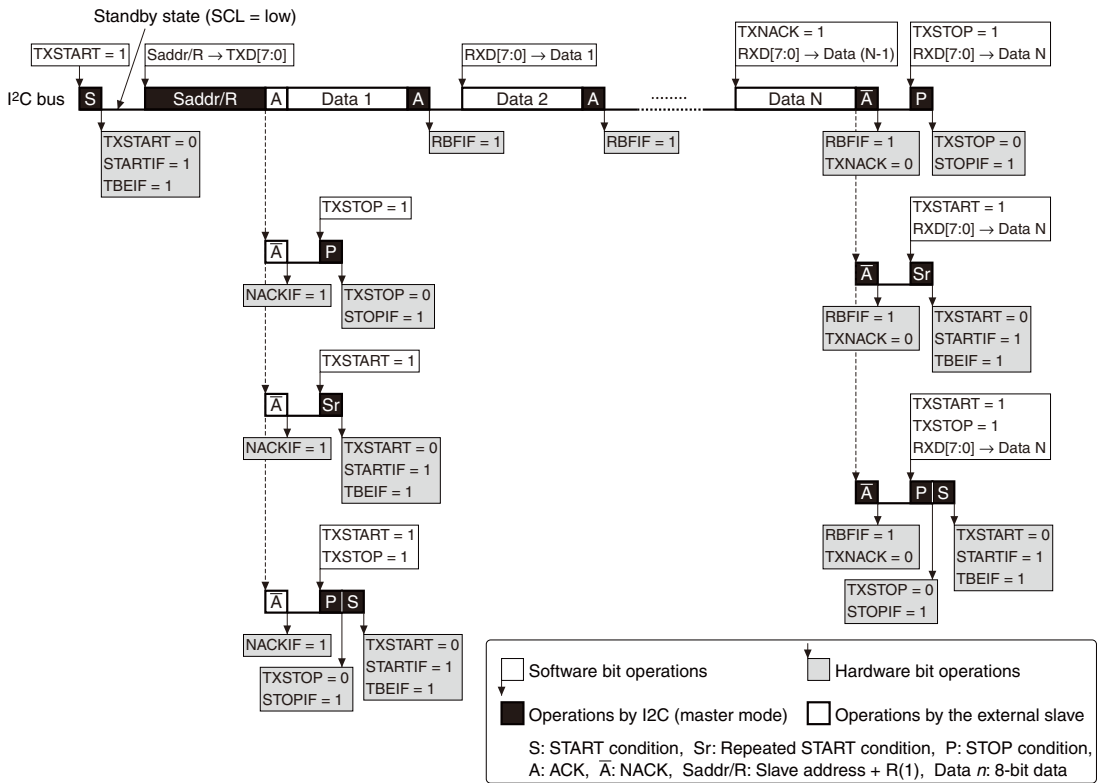 Standby state (SCL = low)
TXSTART = 1
Saddr/R → TXD[7:0]
RXD[7:0] → Data 1
TXNACK = 1
RXD[7:0] → Data (N-1)
TXSTOP = 1
RXD[7:0] → Data N
I²C bus
S
Saddr/R
A
Data 1
A
Data 2
A
........
Data N
A̅
P
TXSTART = 0
STARTIF = 1
TBEIF = 1
RBFIF = 1
RBFIF = 1
RBFIF = 1
TXNACK = 0
TXSTOP = 0
STOPIF = 1
TXSTOP = 1
A̅
P
NACKIF = 1
TXSTOP = 0
STOPIF = 1
TXSTART = 1
RXD[7:0] → Data N
A̅
Sr
RBFIF = 1
TXNACK = 0
TXSTART = 0
STARTIF = 1
TBEIF = 1
TXSTART = 1
A̅
Sr
NACKIF = 1
TXSTART = 0
STARTIF = 1
TBEIF = 1
TXSTART = 1
TXSTOP = 1
RXD[7:0] → Data N
A̅
P S
RBFIF = 1
TXNACK = 0
TXSTOP = 0
STOPIF = 1
TXSTART = 0
STARTIF = 1
TBEIF = 1
TXSTART = 1
TXSTOP = 1
A̅
P S
NACKIF = 1
TXSTOP = 0
STOPIF = 1
TXSTART = 0
STARTIF = 1
TBEIF = 1
Software bit operations
Hardware bit operations
Operations by I2C (master mode)
Operations by the external slave
S: START condition, Sr: Repeated START condition, P: STOP condition,
A: ACK, A̅: NACK, Saddr/R: Slave address + R(1), Data n: 8-bit data